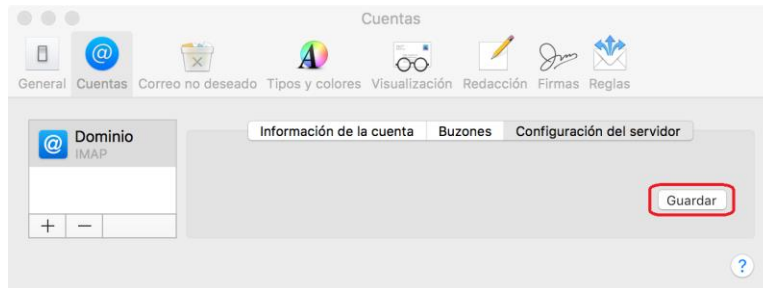 Cuentas
General Cuentas Correo no deseado Tipos y colores Visualización Redacción Firmas Reglas
Dominio
IMAP
Información de la cuenta Buzones Configuración del servidor
Guardar
+ −
?